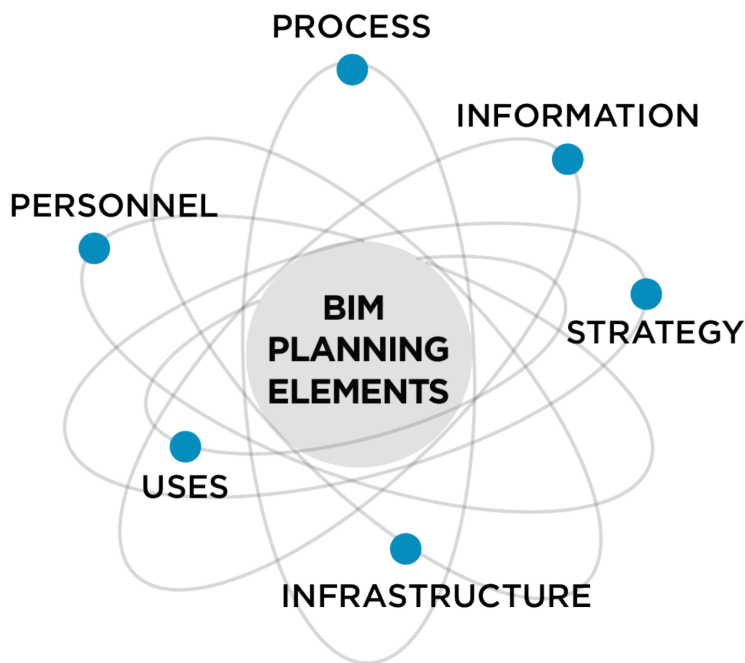 PROCESS
INFORMATION
PERSONNEL
BIM
PLANNING
ELEMENTS
STRATEGY
USES
INFRASTRUCTURE